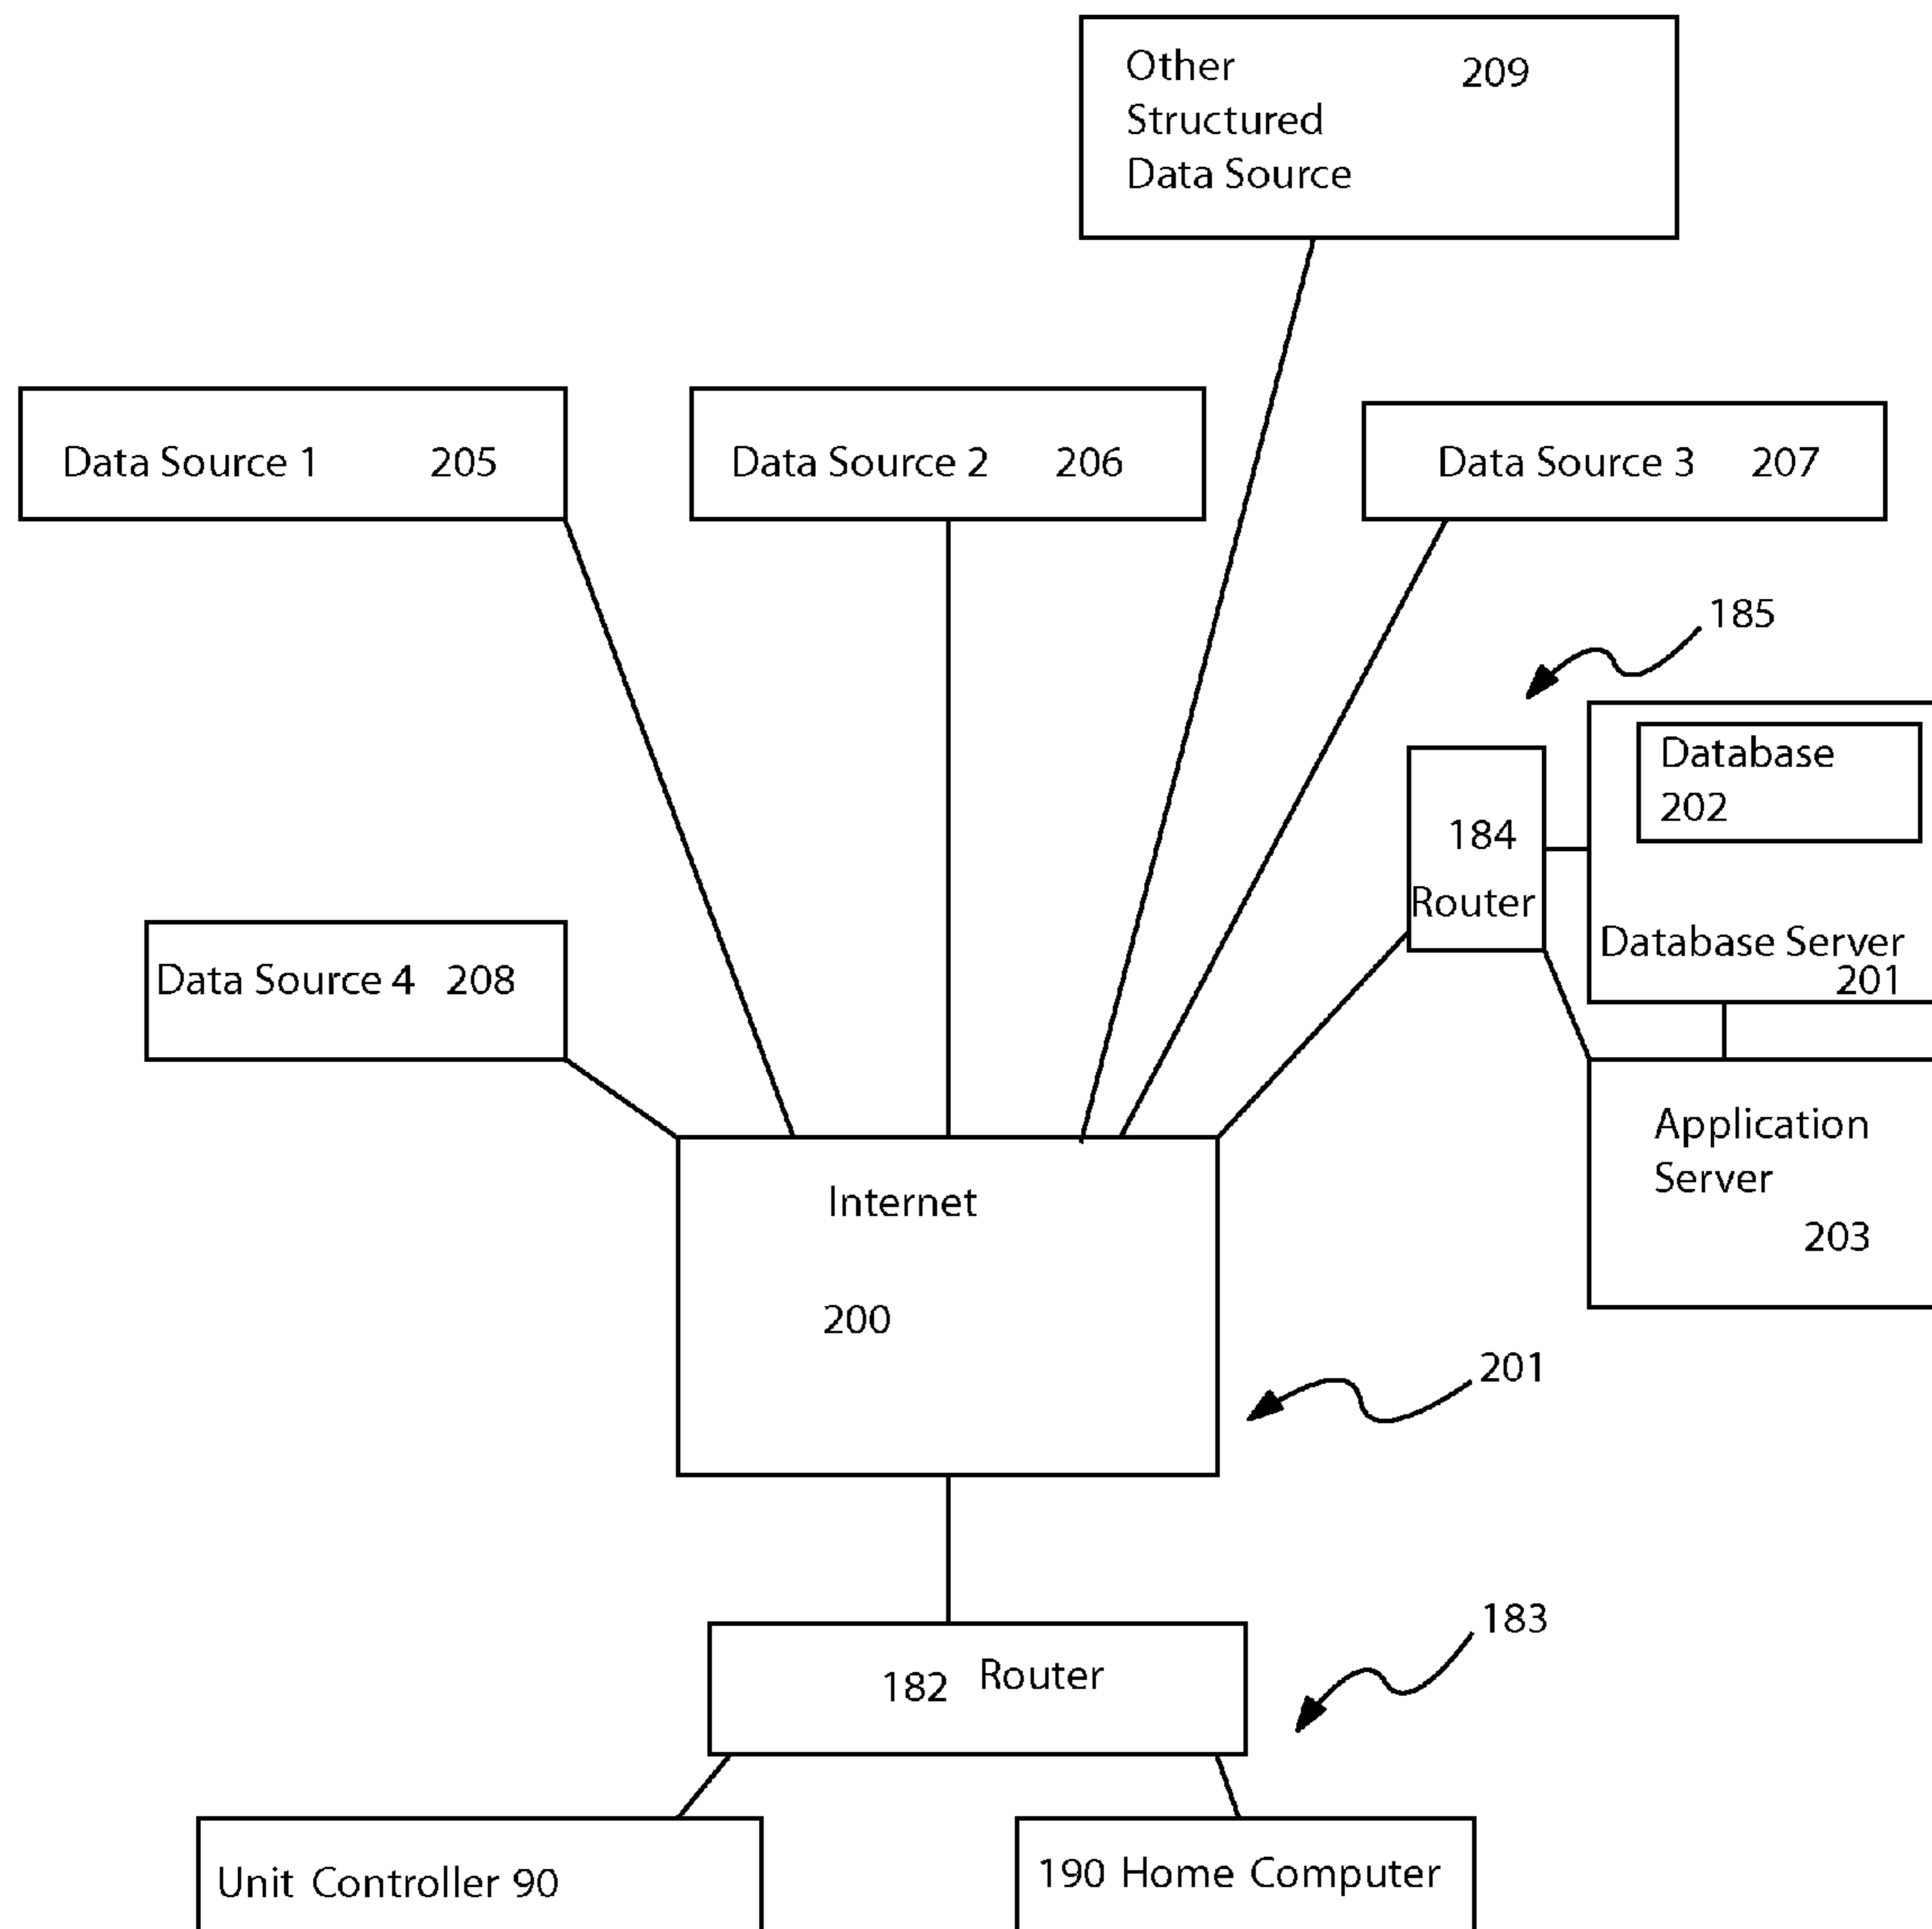 Other 209
Structured
Data Source
Data Source 1 205
Data Source 2 206
Data Source 3 207
185
Database
202
184
Router
Database Server
201
Data Source 4 208
Application
Server
203
Internet
200
201
183
182 Router
Unit Controller 90
190 Home Computer